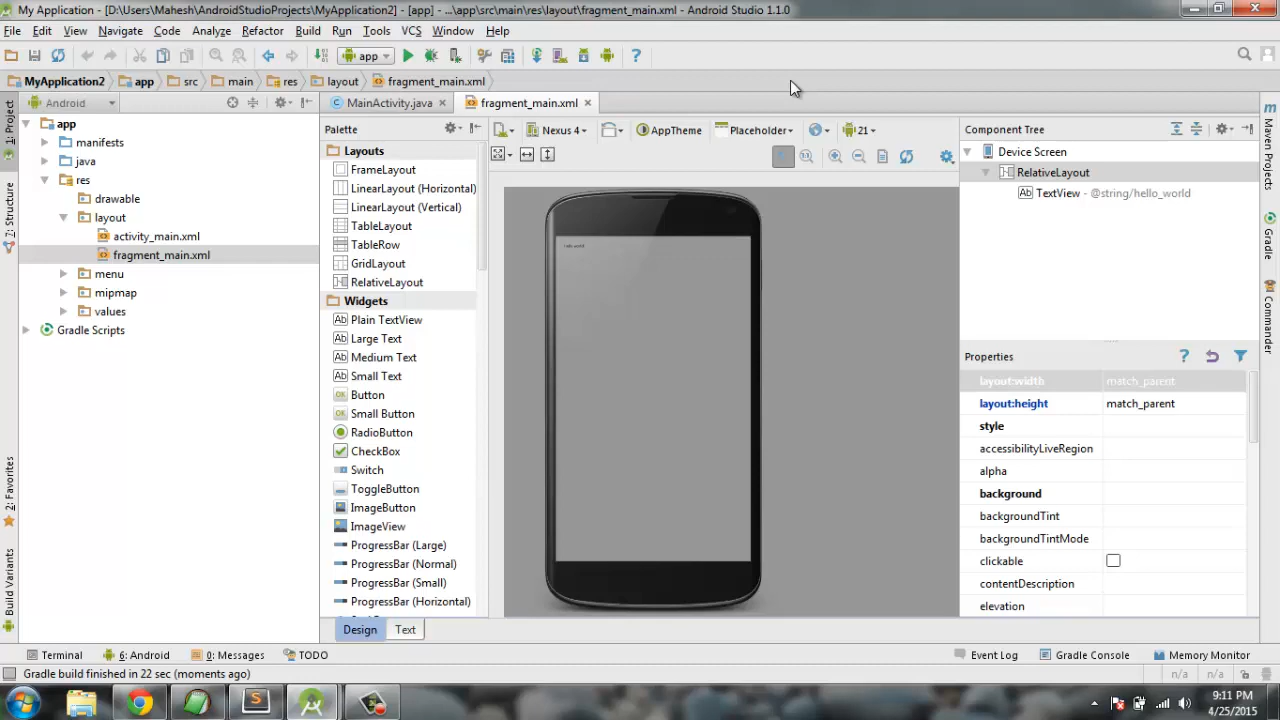 My Application - [D:\Users\Mahesh\AndroidStudioProjects\MyApplication2] - [app] - ...\app\src\main\res\layout\fragment_main.xml - Android Studio 1.1.0
File Edit View Navigate Code Analyze Refactor Build Run Tools VCS Window Help
app
MyApplication2 app src main res layout fragment_main.xml
Android
MainActivity.java fragment_main.xml
1: Project
7: Structure
2: Favorites
Build Variants
app
manifests
java
res
drawable
layout
activity_main.xml
fragment_main.xml
menu
mipmap
values
Gradle Scripts
Palette
Layouts
FrameLayout
LinearLayout (Horizontal)
LinearLayout (Vertical)
TableLayout
TableRow
GridLayout
RelativeLayout
Widgets
Ab Plain TextView
Ab Large Text
Ab Medium Text
Ab Small Text
OK Button
OK Small Button
RadioButton
CheckBox
Switch
ToggleButton
ImageButton
ImageView
ProgressBar (Large)
ProgressBar (Normal)
ProgressBar (Small)
ProgressBar (Horizontal)
Nexus 4 AppTheme Placeholder 21
Component Tree
Device Screen
RelativeLayout
Ab TextView - @string/hello_world
Properties
layout:width match_parent
layout:height match_parent
style
accessibilityLiveRegion
alpha
background
backgroundTint
backgroundTintMode
clickable
contentDescription
elevation
m Maven Projects
Gradle
Commander
Design Text
Terminal 6: Android 0: Messages TODO
Event Log Gradle Console Memory Monitor
Gradle build finished in 22 sec (moments ago)
n/a n/a
9:11 PM
4/25/2015